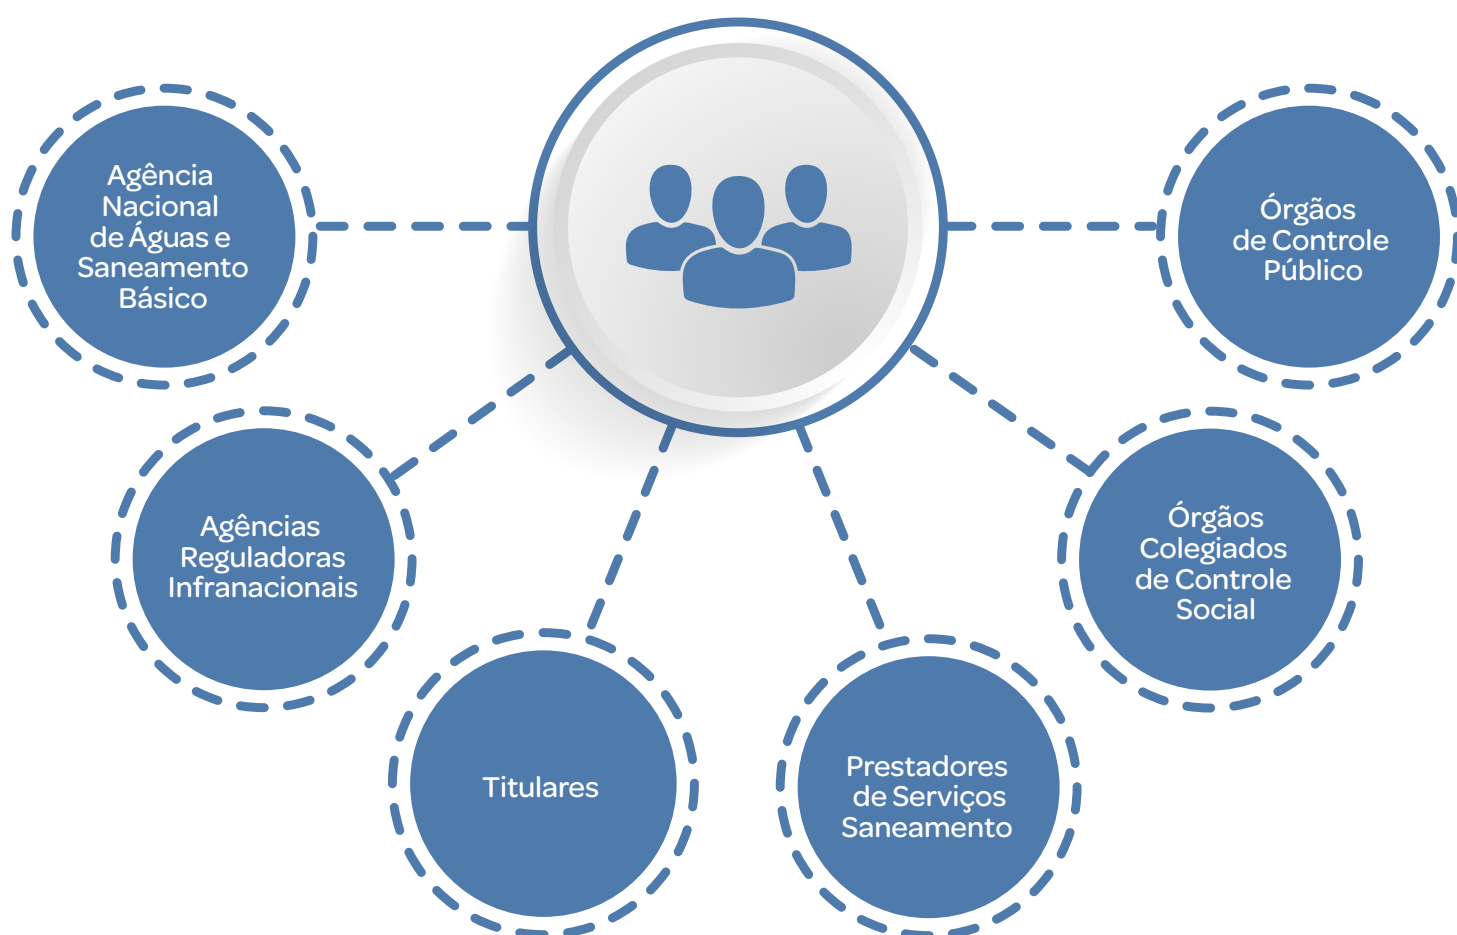 Agência
Nacional
de Águas e
Saneamento
Básico
Órgãos
de Controle
Público
Agências
Reguladoras
Infranacionais
Órgãos
Colegiados
de Controle
Social
Titulares
Prestadores
de Serviços
Saneamento